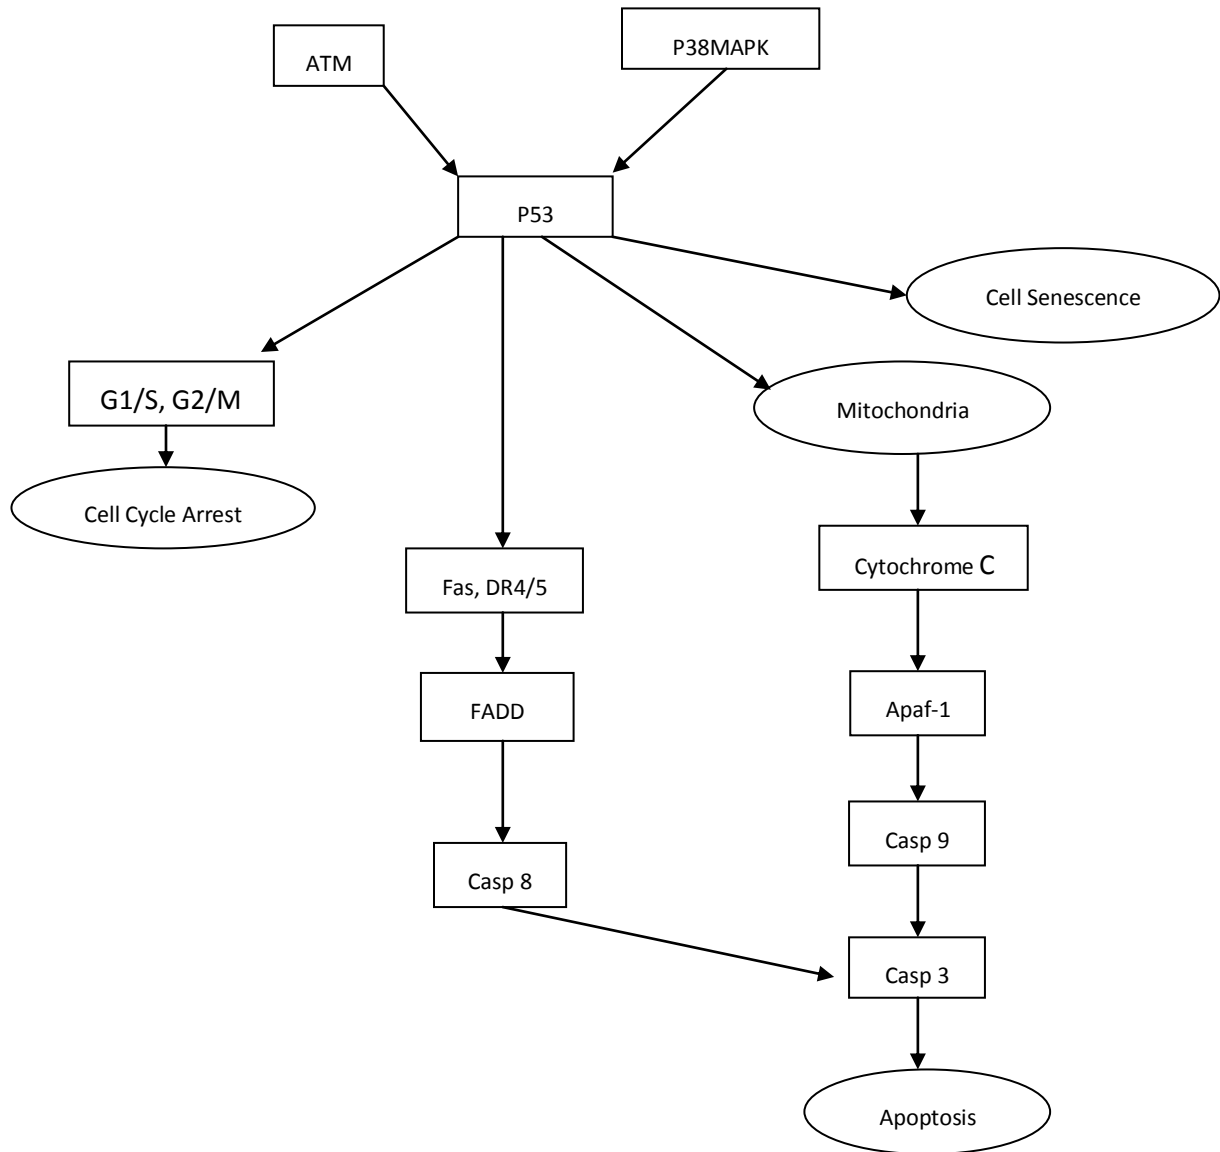 ATM
P38MAPK
P53
Cell Senescence
G1/S, G2/M
Mitochondria
Cell Cycle Arrest
Cytochrome C
Fas, DR4/5
FADD
Apaf-1
Casp 9
Casp 8
Casp 3
Apoptosis